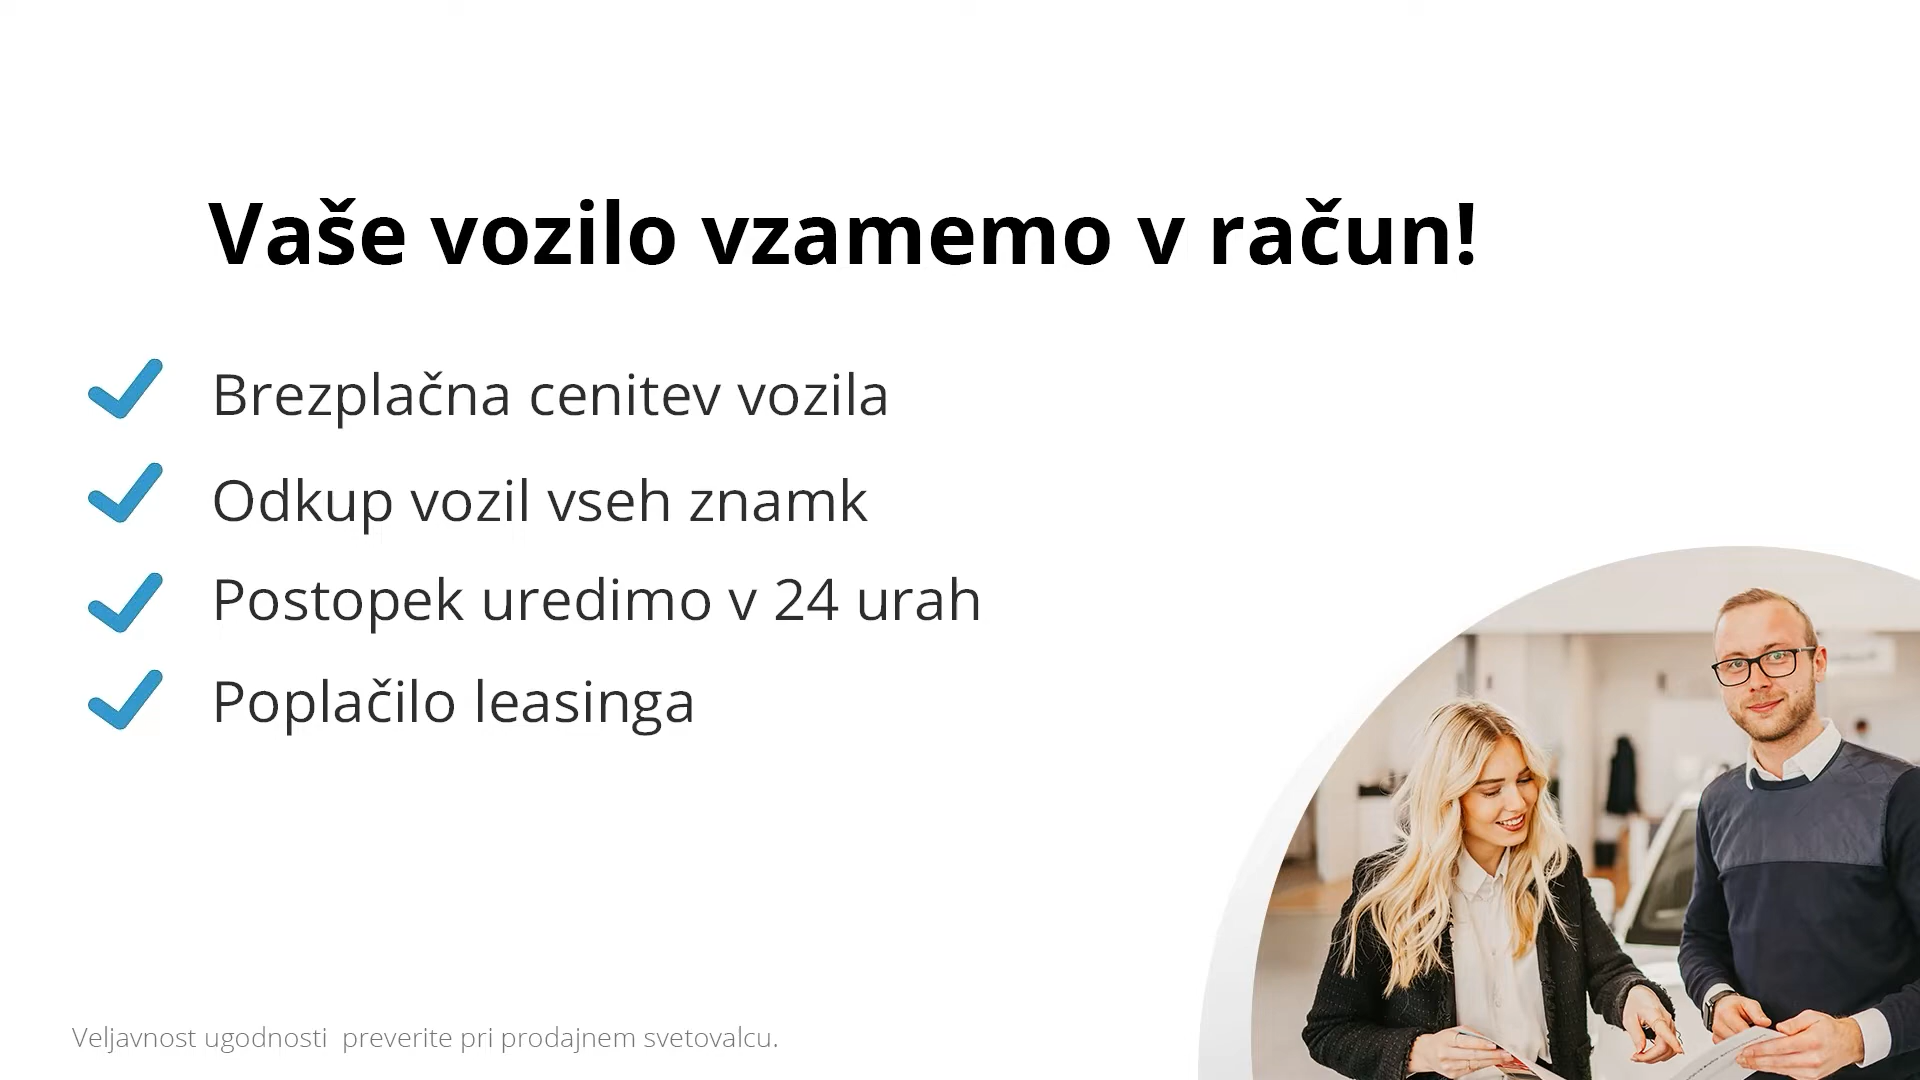 Vaše vozilo vzamemo v račun!
Brezplačna cenitev vozila
Odkup vozil vseh znamk
Postopek uredimo v 24 urah
Poplačilo leasinga
Veljavnost ugodnosti  preverite pri prodajnem svetovalcu.